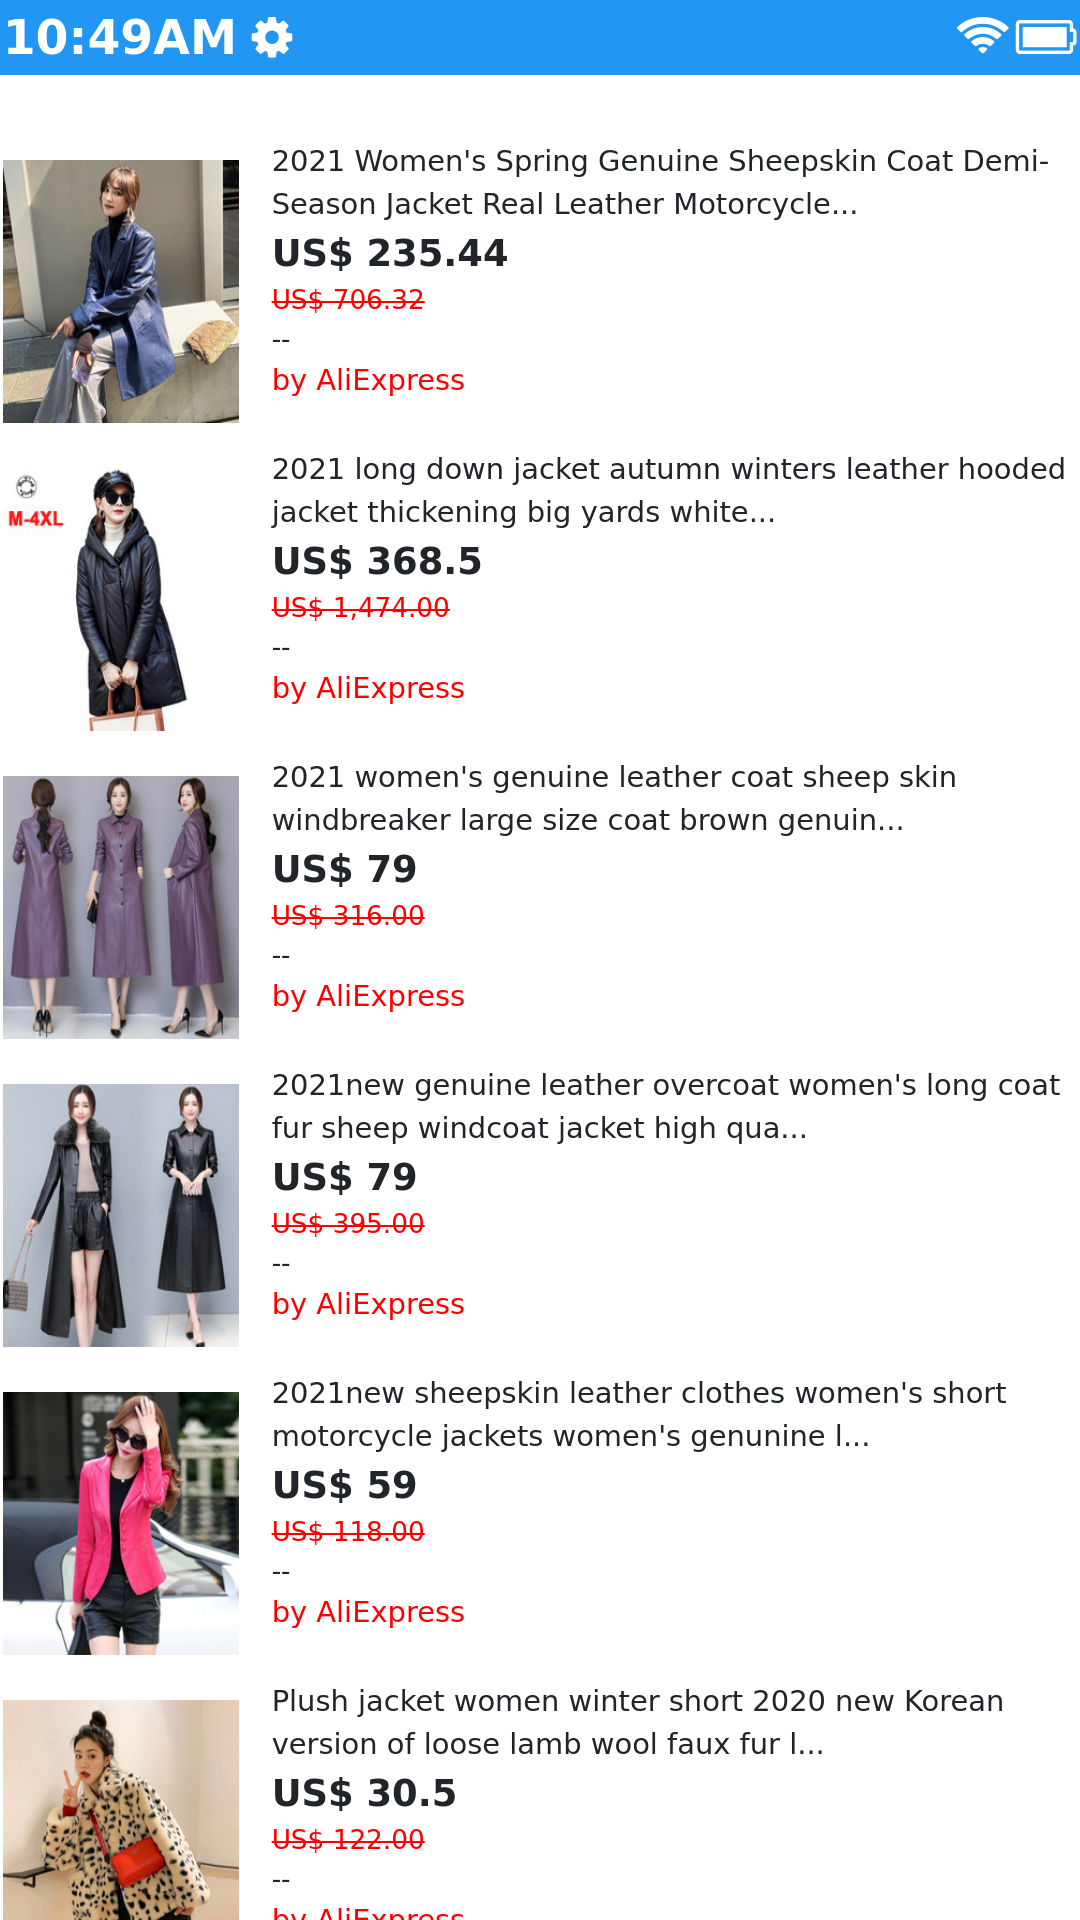 10:49AM
2021 Women's Spring Genuine Sheepskin Coat Demi-
Season Jacket Real Leather Motorcycle...
US$ 235.44
US$ 706.32
--
by AliExpress
M-4XL
2021 long down jacket autumn winters leather hooded
jacket thickening big yards white...
US$ 368.5
US$ 1,474.00
--
by AliExpress
2021 women's genuine leather coat sheep skin
windbreaker large size coat brown genuin...
US$ 79
US$ 316.00
--
by AliExpress
2021new genuine leather overcoat women's long coat
fur sheep windcoat jacket high qua...
US$ 79
US$ 395.00
--
by AliExpress
2021new sheepskin leather clothes women's short
motorcycle jackets women's genunine l...
US$ 59
US$ 118.00
--
by AliExpress
Plush jacket women winter short 2020 new Korean
version of loose lamb wool faux fur l...
US$ 30.5
US$ 122.00
--
by AliExpress